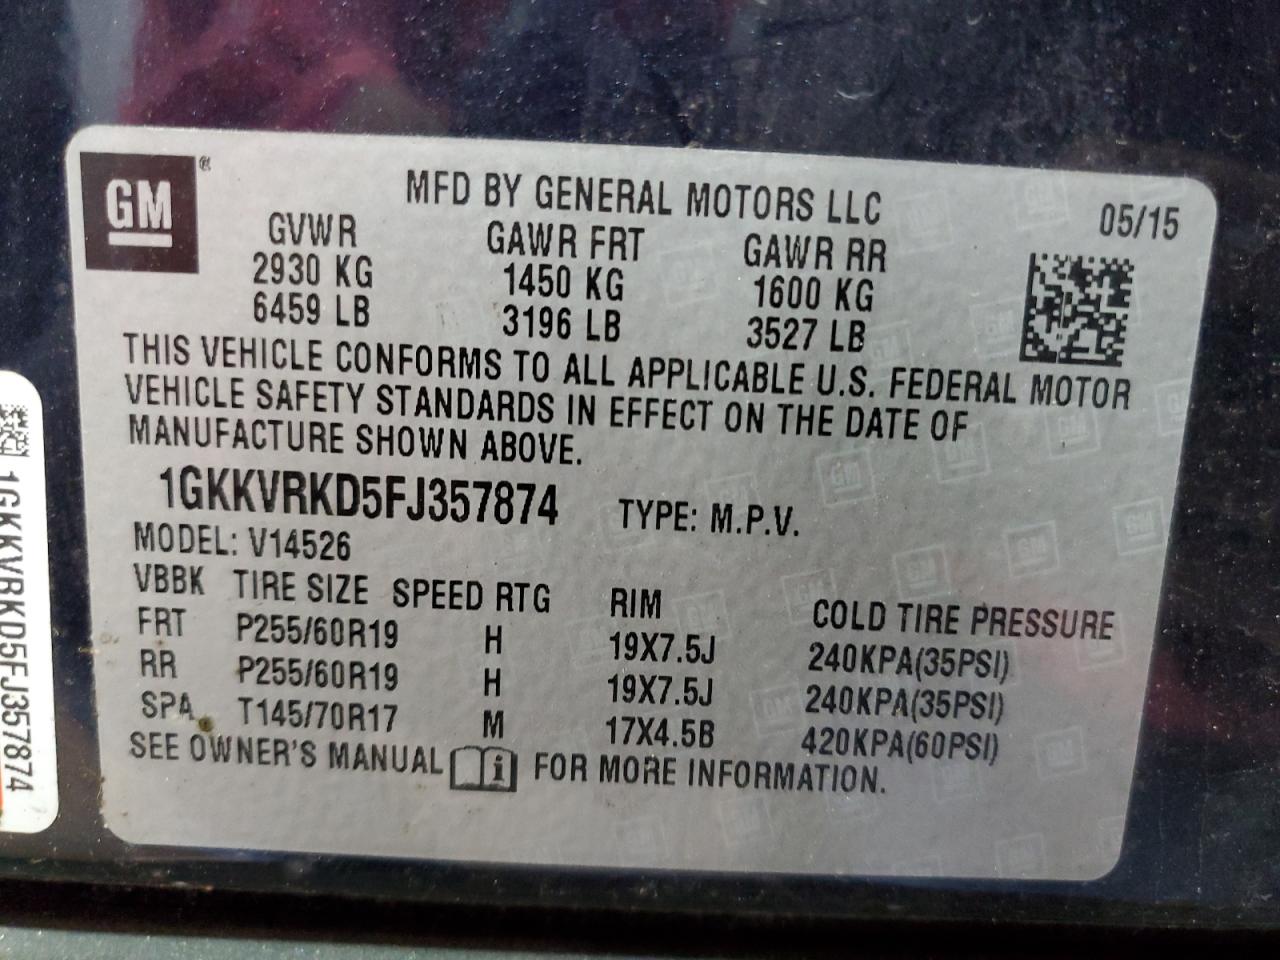 GM ®
MFD BY GENERAL MOTORS LLC
05/15
GVWR GAWR FRT GAWR RR
2930 KG 1450 KG 1600 KG
6459 LB 3196 LB 3527 LB
THIS VEHICLE CONFORMS TO ALL APPLICABLE U.S. FEDERAL MOTOR
VEHICLE SAFETY STANDARDS IN EFFECT ON THE DATE OF
MANUFACTURE SHOWN ABOVE.
1GKKVRKD5FJ357874 TYPE: M.P.V.
MODEL: V14526
VBBK TIRE SIZE SPEED RTG RIM COLD TIRE PRESSURE
FRT P255/60R19 H 19X7.5J 240KPA(35PSI)
RR P255/60R19 H 19X7.5J 240KPA(35PSI)
SPA T145/70R17 M 17X4.5B 420KPA(60PSI)
SEE OWNER'S MANUAL i FOR MORE INFORMATION.
1GKKVRKD5FJ357874